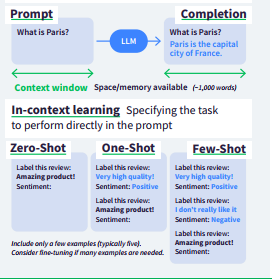 Prompt
Completion
What is Paris?
LLM
What is Paris?
Paris is the capital
city of France.
Context window Space/memory available (~1,000 words)
In-context learning Specifying the task
to perform directly in the prompt
Zero-Shot
One-Shot
Few-Shot
Label this review:
Amazing product!
Sentiment:
Label this review:
Very high quality!
Sentiment: Positive
Label this review:
Amazing product!
Sentiment:
Label this review:
Very high quality!
Sentiment: Positive
Label this review:
I don't really like it
Sentiment: Negative
Label this review:
Amazing product!
Sentiment:
Include only a few examples (typically five).
Consider fine-tuning if many examples are needed.